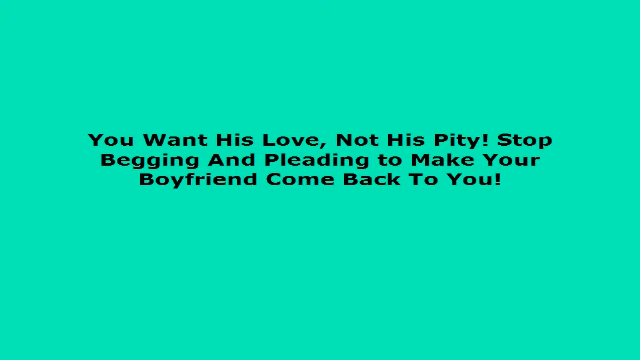 You Want His Love, Not His Pity! Stop
Begging And Pleading to Make Your
Boyfriend Come Back To You!